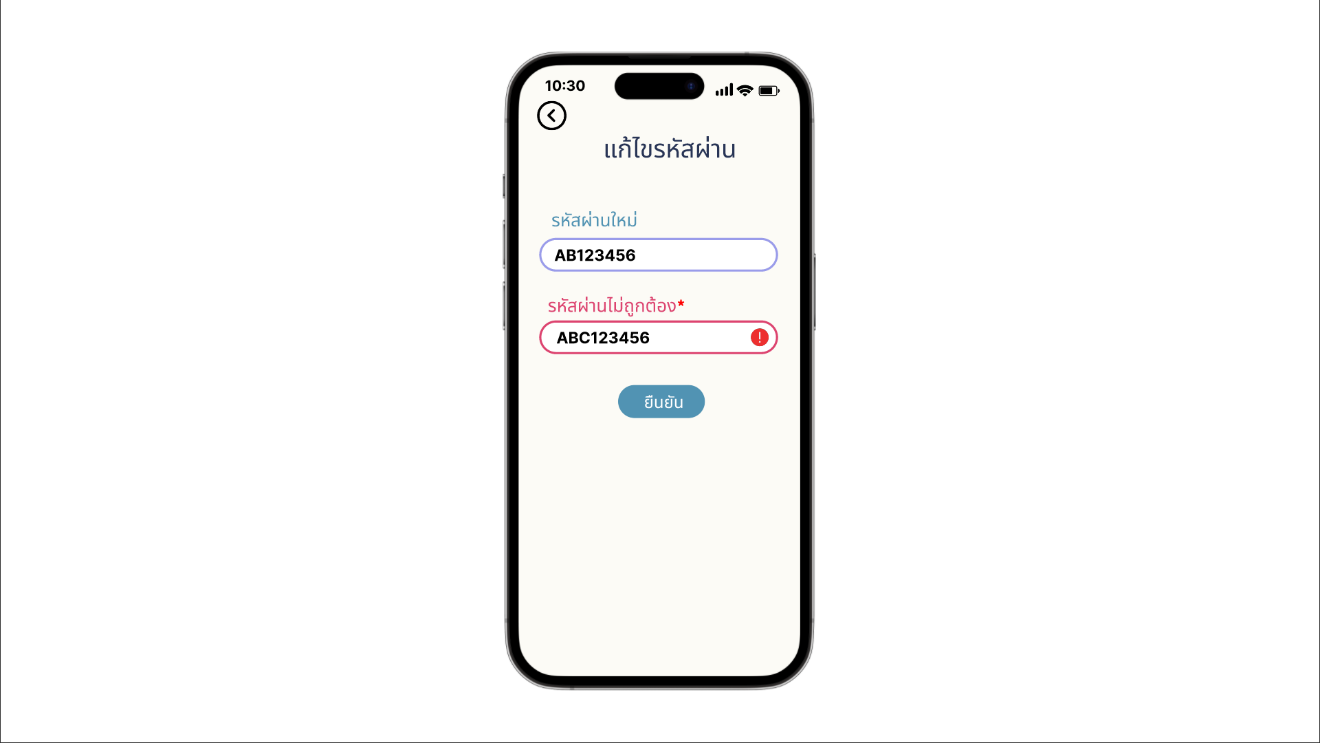 10:30
แก้ไขรหัสผ่าน
รหัสผ่านใหม่
AB123456
รหัสผ่านไม่ถูกต้อง*
ABC123456
ยืนยัน